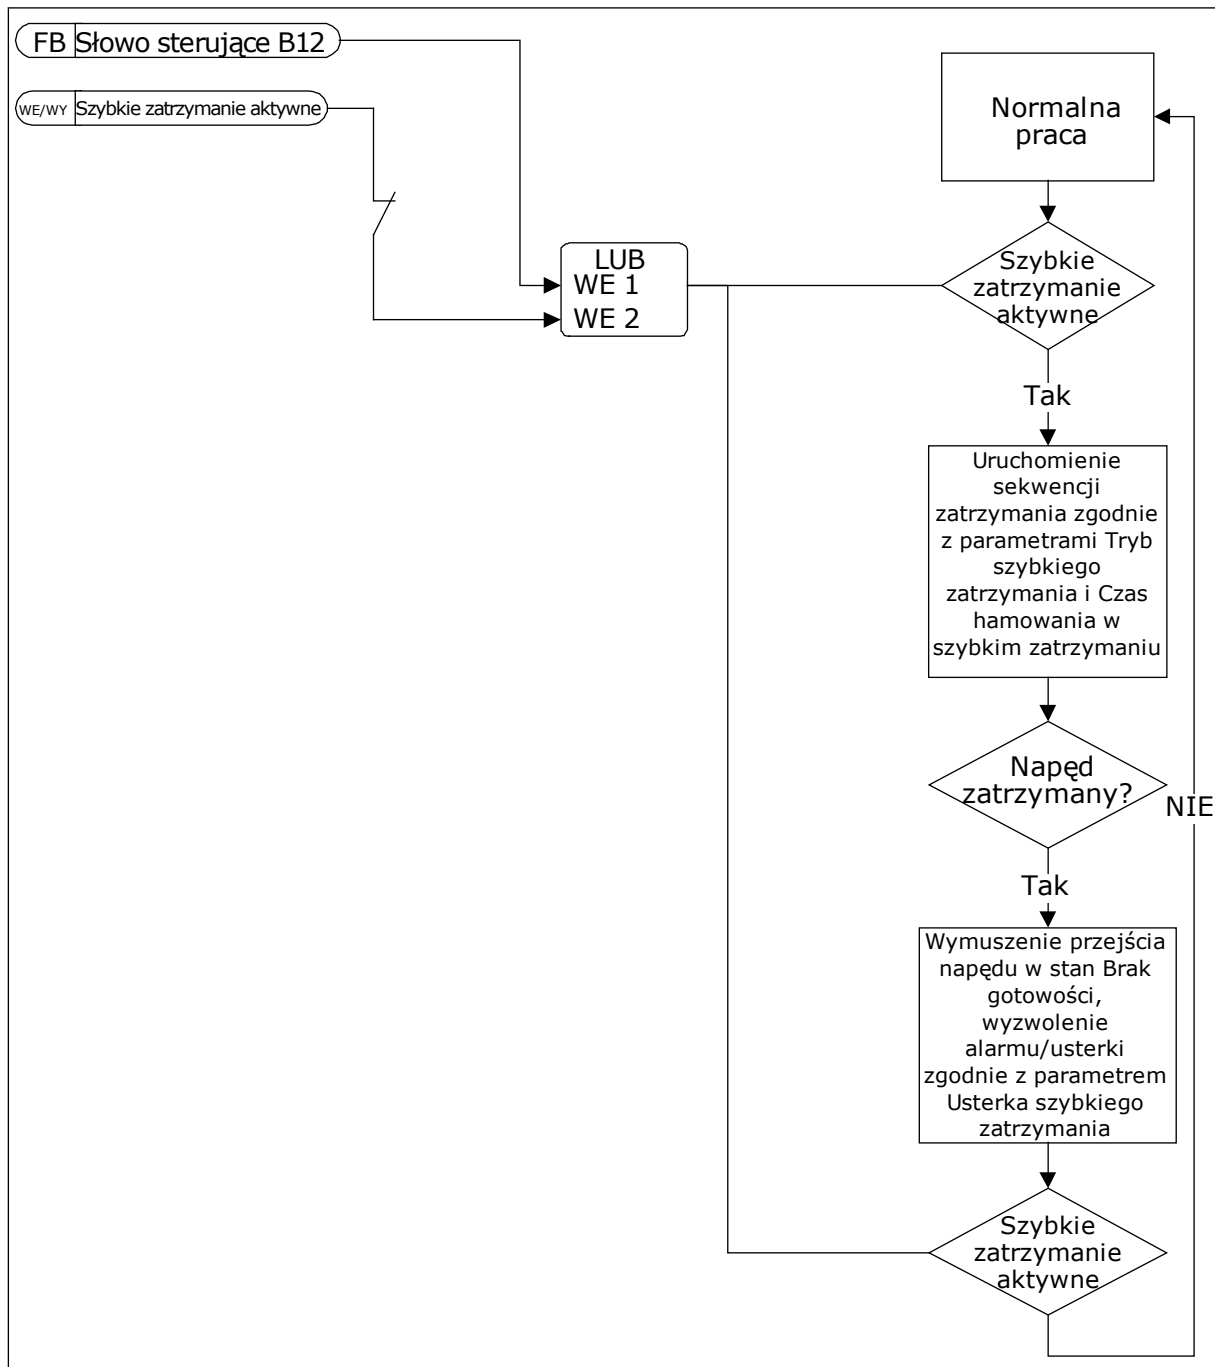 FB Słowo sterujące B12
WE/WY Szybkie zatrzymanie aktywne
LUB
WE 1
WE 2
Normalna
praca
Szybkie
zatrzymanie
aktywne
Tak
Uruchomienie
sekwencji
zatrzymania zgodnie
z parametrami Tryb
szybkiego
zatrzymania i Czas
hamowania w
szybkim zatrzymaniu
Napęd
zatrzymany?
NIE
Tak
Wymuszenie przejścia
napędu w stan Brak
gotowości,
wyzwolenie
alarmu/usterki
zgodnie z parametrem
Usterka szybkiego
zatrzymania
Szybkie
zatrzymanie
aktywne